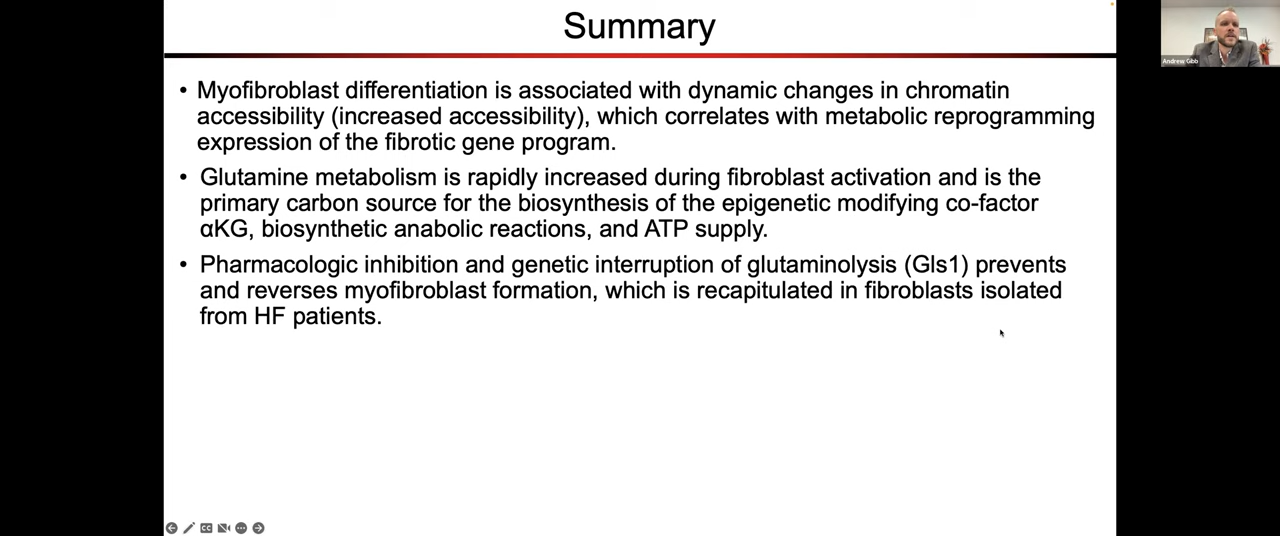 Summary
• Myofibroblast differentiation is associated with dynamic changes in chromatin
accessibility (increased accessibility), which correlates with metabolic reprogramming
expression of the fibrotic gene program.
• Glutamine metabolism is rapidly increased during fibroblast activation and is the
primary carbon source for the biosynthesis of the epigenetic modifying co-factor
αKG, biosynthetic anabolic reactions, and ATP supply.
• Pharmacologic inhibition and genetic interruption of glutaminolysis (Gls1) prevents
and reverses myofibroblast formation, which is recapitulated in fibroblasts isolated
from HF patients.
Andrew Gibb
CC